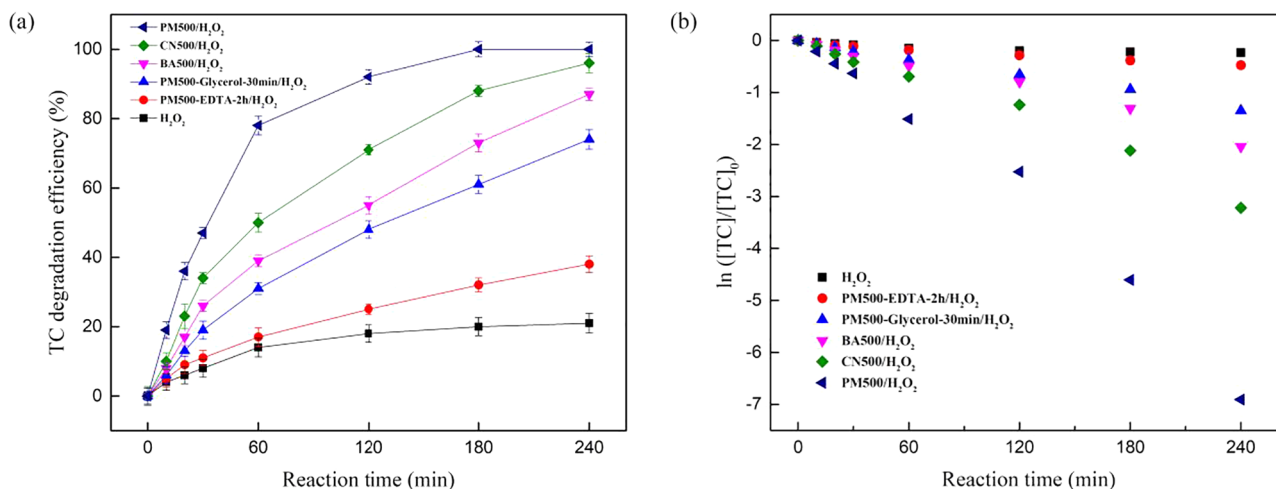 (a)
PM500/H₂O₂
CN500/H₂O₂
BA500/H₂O₂
PM500-Glycerol-30min/H₂O₂
PM500-EDTA-2h/H₂O₂
H₂O₂
TC degradation efficiency (%)
100
80
60
40
20
0
0 60 120 180 240
Reaction time (min)
(b)
ln ([TC]/[TC]₀)
0
-1
-2
-3
-4
-5
-6
-7
H₂O₂
PM500-EDTA-2h/H₂O₂
PM500-Glycerol-30min/H₂O₂
BA500/H₂O₂
CN500/H₂O₂
PM500/H₂O₂
0 60 120 180 240
Reaction time (min)